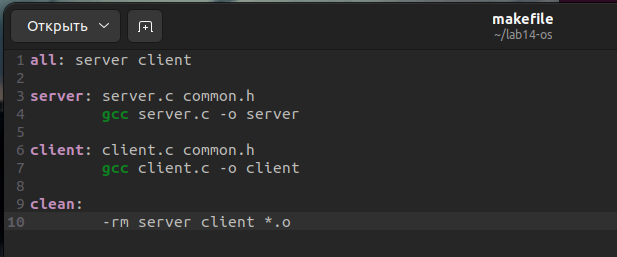 Открыть
makefile
~/lab14-os
1 all: server client
2
3 server: server.c common.h
4         gcc server.c -o server
5
6 client: client.c common.h
7         gcc client.c -o client
8
9 clean:
10         -rm server client *.o